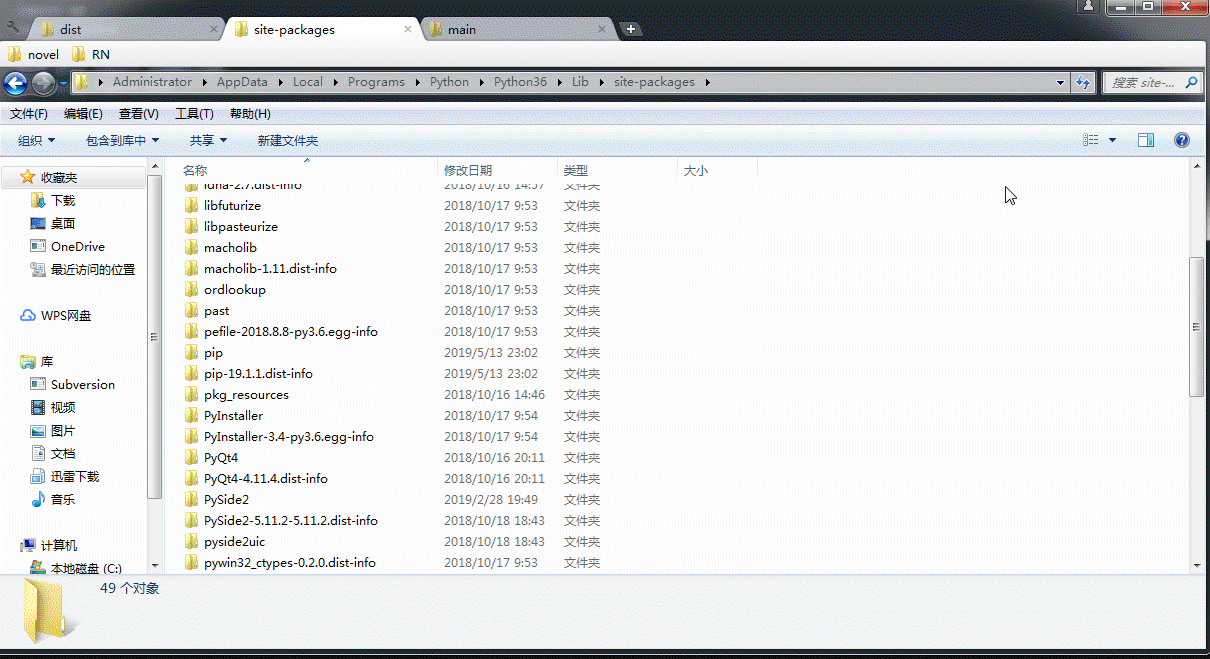 dist
site-packages
main
novel RN
Administrator AppData Local Programs Python Python36 Lib site-packages
搜索 site-...
文件(F) 编辑(E) 查看(V) 工具(T) 帮助(H)
组织 包含到库中 共享 新建文件夹
名称 修改日期 类型 大小
收藏夹
下载
桌面
OneDrive
最近访问的位置
WPS网盘
库
Subversion
视频
图片
文档
迅雷下载
音乐
计算机
本地磁盘 (C:)
idna-2.7.dist-info 2018/10/16 14:57 文件夹
libfuturize 2018/10/17 9:53 文件夹
libpasteurize 2018/10/17 9:53 文件夹
macholib 2018/10/17 9:53 文件夹
macholib-1.11.dist-info 2018/10/17 9:53 文件夹
ordlookup 2018/10/17 9:53 文件夹
past 2018/10/17 9:53 文件夹
pefile-2018.8.8-py3.6.egg-info 2018/10/17 9:53 文件夹
pip 2019/5/13 23:02 文件夹
pip-19.1.1.dist-info 2019/5/13 23:02 文件夹
pkg_resources 2018/10/16 14:46 文件夹
PyInstaller 2018/10/17 9:54 文件夹
PyInstaller-3.4-py3.6.egg-info 2018/10/17 9:54 文件夹
PyQt4 2018/10/16 20:11 文件夹
PyQt4-4.11.4.dist-info 2018/10/16 20:11 文件夹
PySide2 2019/2/28 19:49 文件夹
PySide2-5.11.2-5.11.2.dist-info 2018/10/18 18:43 文件夹
pyside2uic 2018/10/18 18:43 文件夹
pywin32_ctypes-0.2.0.dist-info 2018/10/17 9:53 文件夹
49 个对象